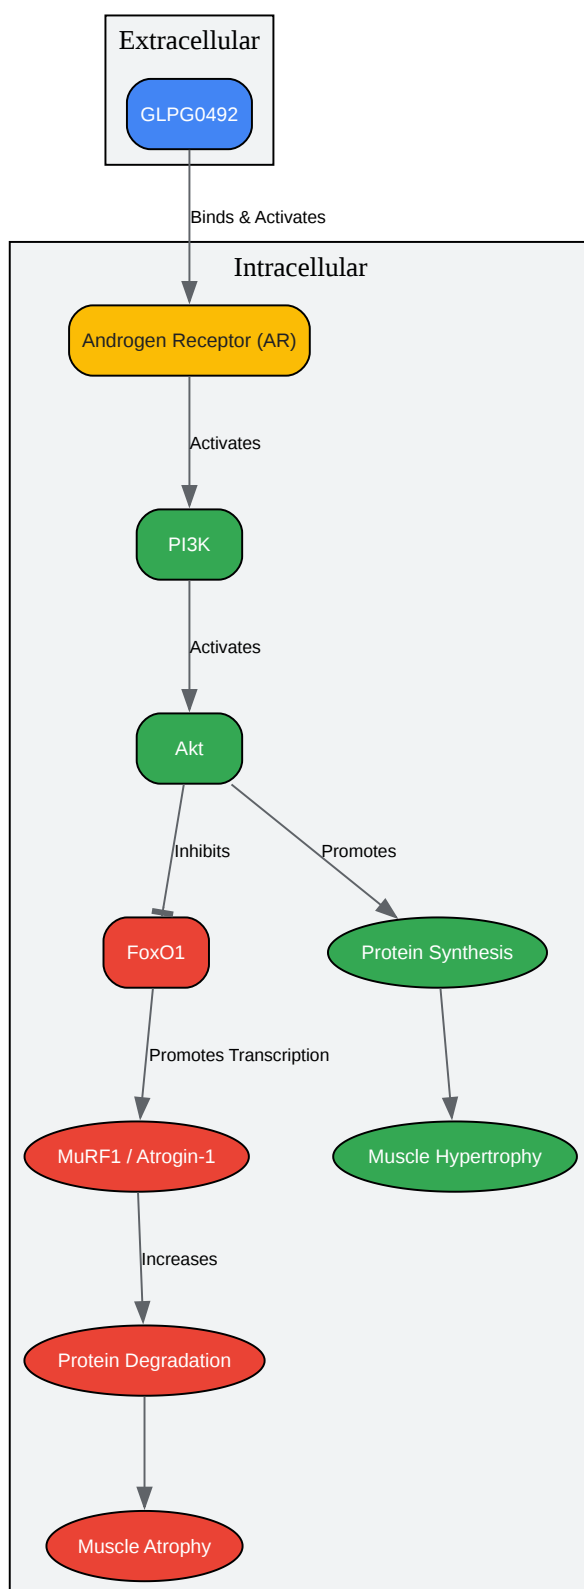 Extracellular
GLPG0492
Binds & Activates
Intracellular
Androgen Receptor (AR)
Activates
PI3K
Activates
Akt
Inhibits
Promotes
FoxO1
Protein Synthesis
Promotes Transcription
MuRF1 / Atrogin-1
Muscle Hypertrophy
Increases
Protein Degradation
Muscle Atrophy